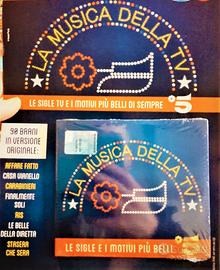 LA MUSICA DELLA TV
LE SIGLE TV E I MOTIVI PIÙ BELLI DI SEMPRE
5
90 BRANI
IN VERSIONE
ORIGINALE:
AFFARE FATTO
CASA VIANELLO
CARABINIERI
FINALMENTE
SOLI
RIS
LE BELLE
DELLA DIRETTA
STASERA
CHE SERA
LA MUSICA DELLA TV
LE SIGLE E I MOTIVI PIÙ BELLI
5